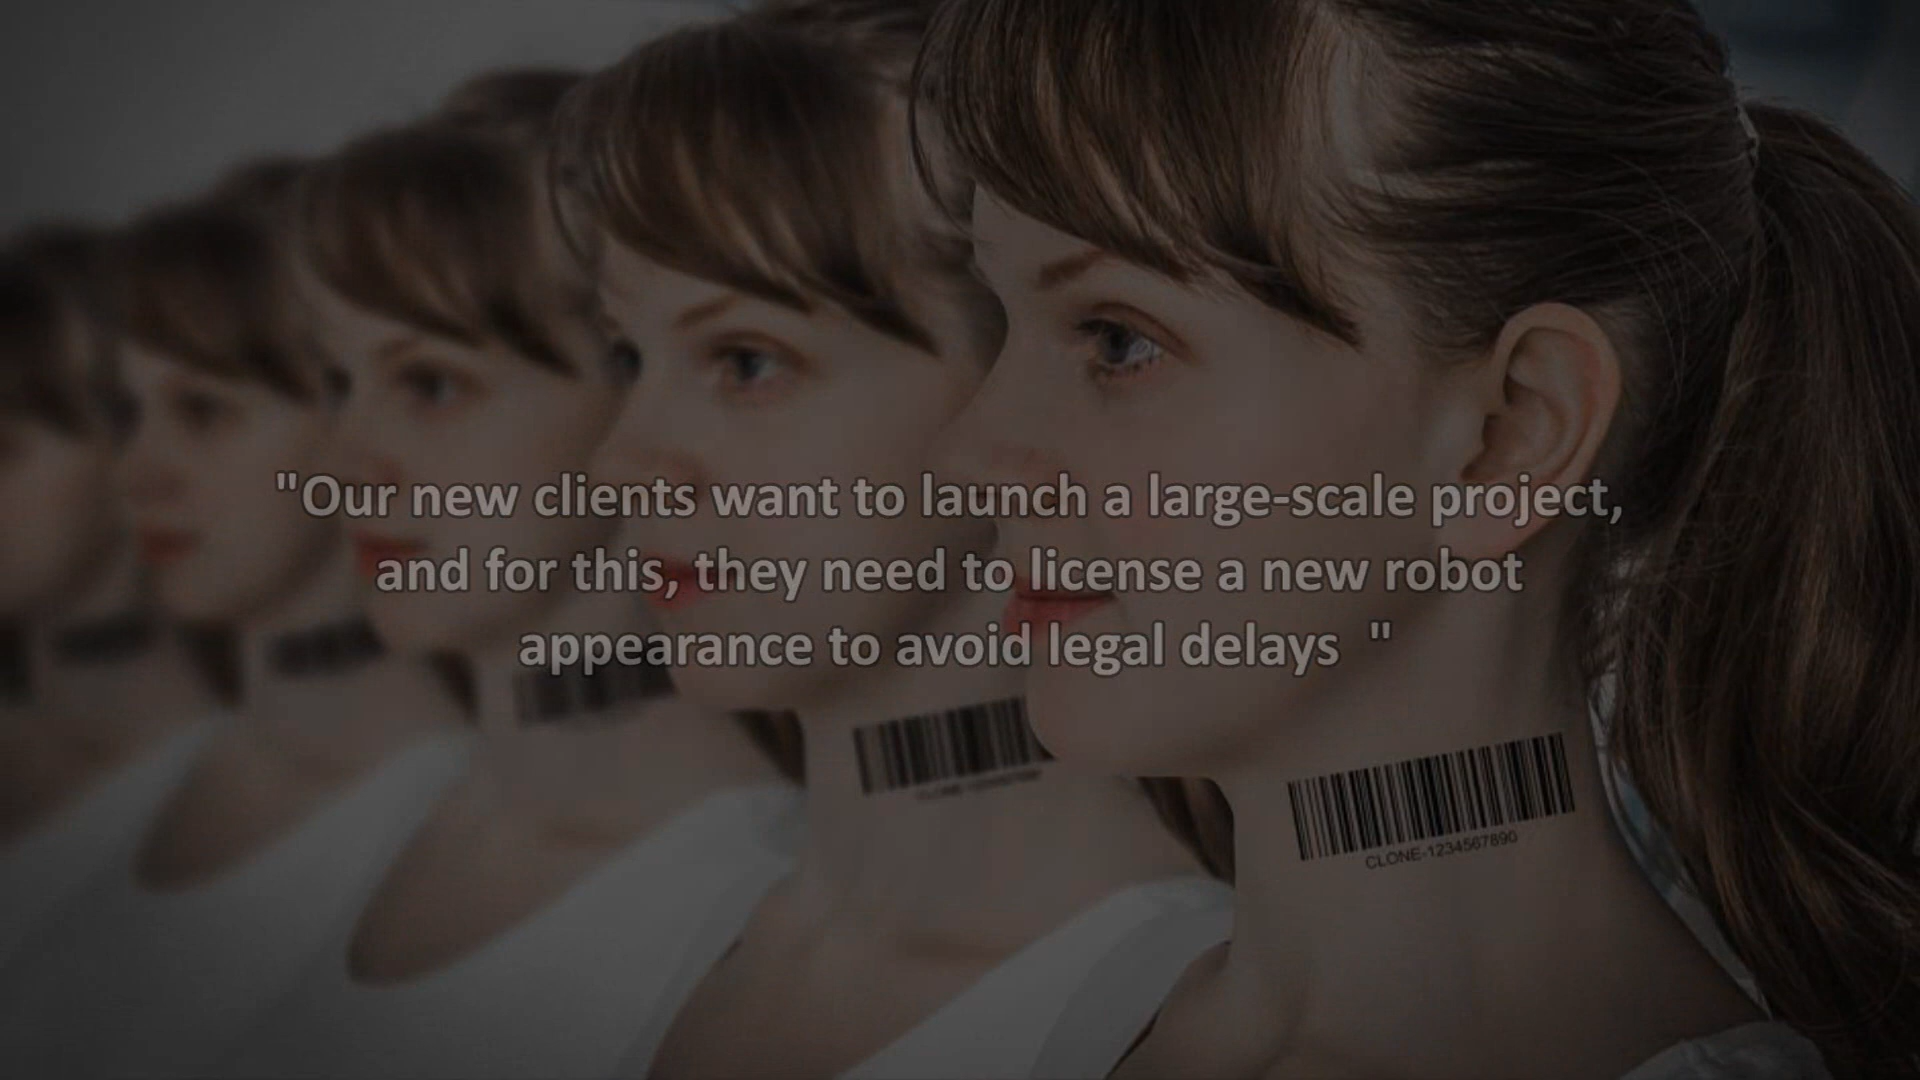 "Our new clients want to launch a large-scale project,
and for this, they need to license a new robot
appearance to avoid legal delays  "
CLONE-1234567890